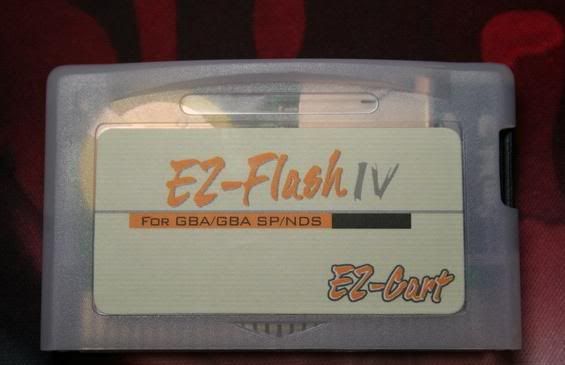 EZ-Flash IV
FOR GBA/GBA SP/NDS
EZ-Cart